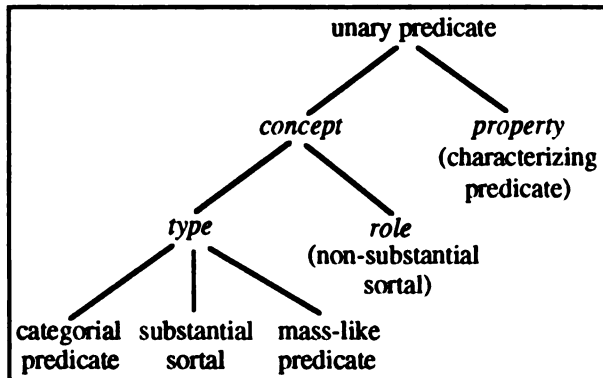 unary predicate
concept
property
(characterizing
predicate)
type
role
(non-substantial
sortal)
categorial
predicate
substantial
sortal
mass-like
predicate